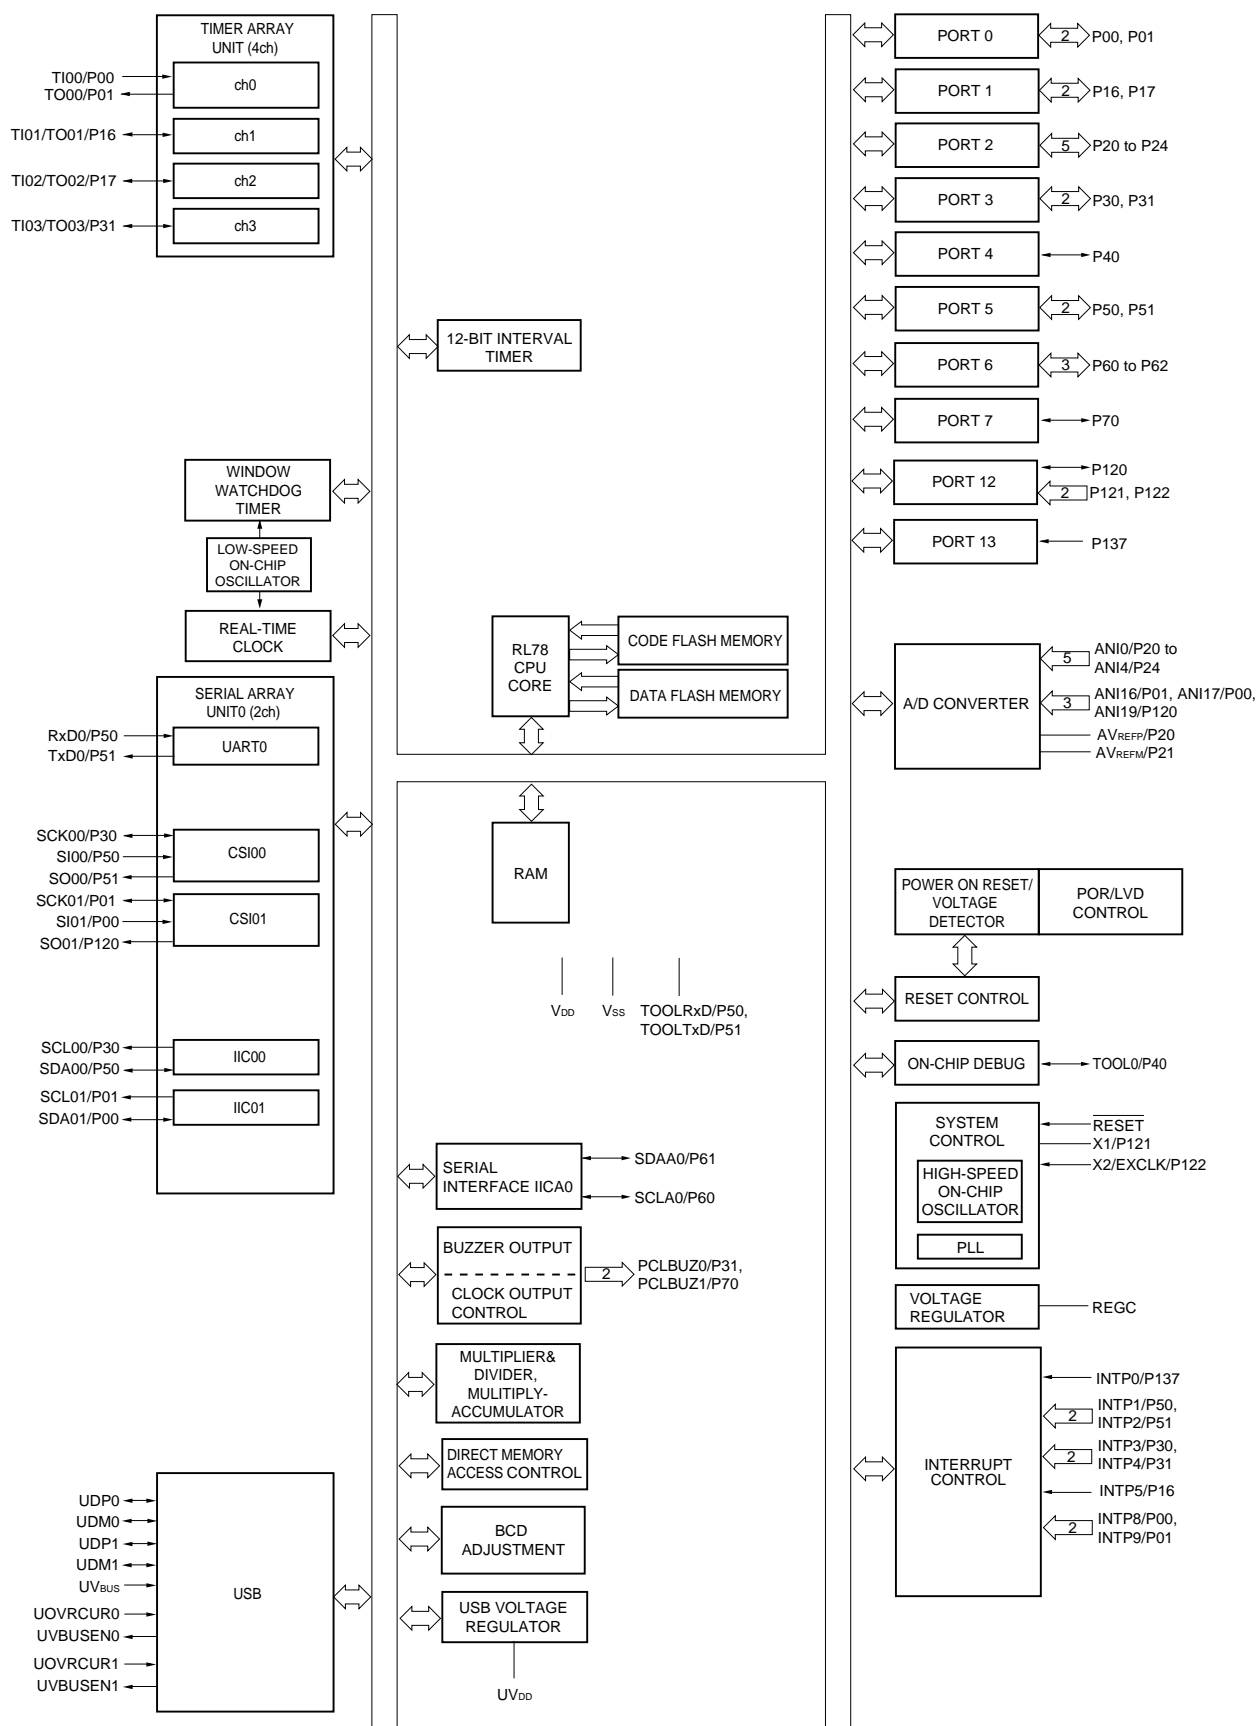 TIMER ARRAY
UNIT (4ch)
TI00/P00
TO00/P01
ch0
TI01/TO01/P16
ch1
TI02/TO02/P17
ch2
TI03/TO03/P31
ch3
12-BIT INTERVAL
TIMER
WINDOW
WATCHDOG
TIMER
LOW-SPEED
ON-CHIP
OSCILLATOR
REAL-TIME
CLOCK
RL78
CPU
CORE
CODE FLASH MEMORY
DATA FLASH MEMORY
SERIAL ARRAY
UNIT0 (2ch)
RxD0/P50
TxD0/P51
UART0
SCK00/P30
SI00/P50
SO00/P51
CSI00
SCK01/P01
SI01/P00
SO01/P120
CSI01
SCL00/P30
SDA00/P50
IIC00
SCL01/P01
SDA01/P00
IIC01
RAM
VDD
VSS
TOOLRxD/P50,
TOOLTxD/P51
SERIAL
INTERFACE IICA0
SDAA0/P61
SCLA0/P60
BUZZER OUTPUT
CLOCK OUTPUT
CONTROL
2
PCLBUZ0/P31,
PCLBUZ1/P70
MULTIPLIER&
DIVIDER,
MULITIPLY-
ACCUMULATOR
DIRECT MEMORY
ACCESS CONTROL
BCD
ADJUSTMENT
USB VOLTAGE
REGULATOR
UVDD
UDP0
UDM0
UDP1
UDM1
UVBUS
UOVRCUR0
UVBUSEN0
UOVRCUR1
UVBUSEN1
USB
PORT 0
2
P00, P01
PORT 1
2
P16, P17
PORT 2
5
P20 to P24
PORT 3
2
P30, P31
PORT 4
P40
PORT 5
2
P50, P51
PORT 6
3
P60 to P62
PORT 7
P70
PORT 12
P120
2
P121, P122
PORT 13
P137
A/D CONVERTER
5
ANI0/P20 to
ANI4/P24
3
ANI16/P01, ANI17/P00,
ANI19/P120
AVREFP/P20
AVREFM/P21
POWER ON RESET/
VOLTAGE
DETECTOR
POR/LVD
CONTROL
RESET CONTROL
ON-CHIP DEBUG
TOOL0/P40
SYSTEM
CONTROL
RESET
X1/P121
X2/EXCLK/P122
HIGH-SPEED
ON-CHIP
OSCILLATOR
PLL
VOLTAGE
REGULATOR
REGC
INTERRUPT
CONTROL
INTP0/P137
2
INTP1/P50,
INTP2/P51
2
INTP3/P30,
INTP4/P31
INTP5/P16
2
INTP8/P00,
INTP9/P01